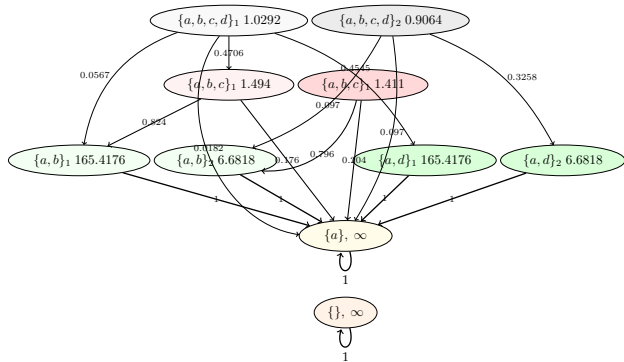 {a, b, c, d}₁ 1.0292
{a, b, c, d}₂ 0.9064
0.4706
0.4545
0.0567
0.3258
{a, b, c}₁ 1.494
{a, b, c}₁ 1.411
0.097
0.824
0.097
0.0182
0.796
0.176
0.204
{a, b}₁ 165.4176
{a, b}₂ 6.6818
{a, d}₁ 165.4176
{a, d}₂ 6.6818
1
1
1
1
{a}, ∞
1
{}, ∞
1